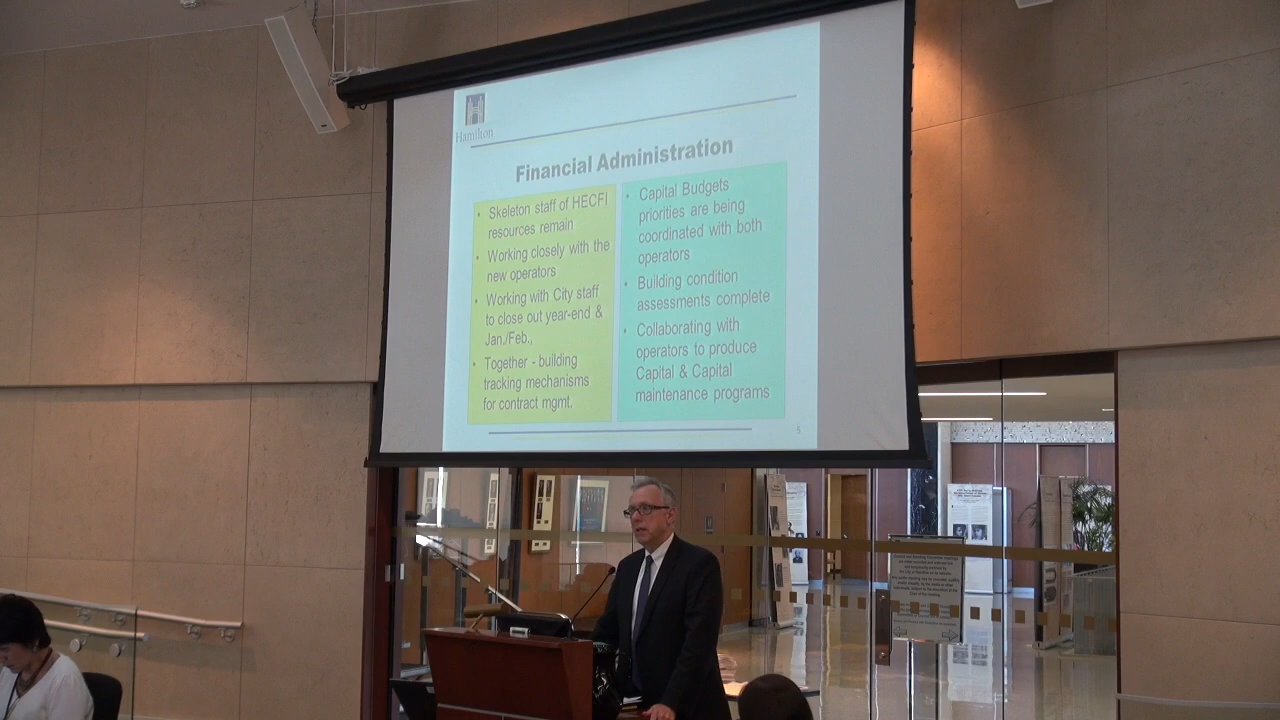 Hamilton
Financial Administration
• Skeleton staff of HECFI
resources remain
• Working closely with the
new operators
• Working with City staff
to close out year-end &
Jan./Feb.,
• Together - building
tracking mechanisms
for contract mgmt.
• Capital Budgets
priorities are being
coordinated with both
operators
• Building condition
assessments complete
• Collaborating with
operators to produce
Capital & Capital
maintenance programs